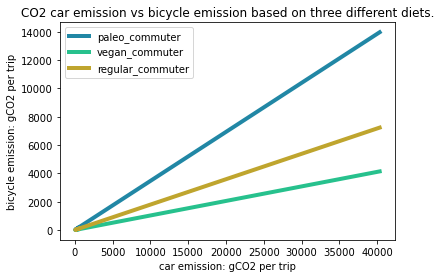 CO2 car emission vs bicycle emission based on three different diets.
paleo_commuter
vegan_commuter
regular_commuter
bicycle emission: gCO2 per trip
14000
12000
10000
8000
6000
4000
2000
0
0 5000 10000 15000 20000 25000 30000 35000 40000
car emission: gCO2 per trip